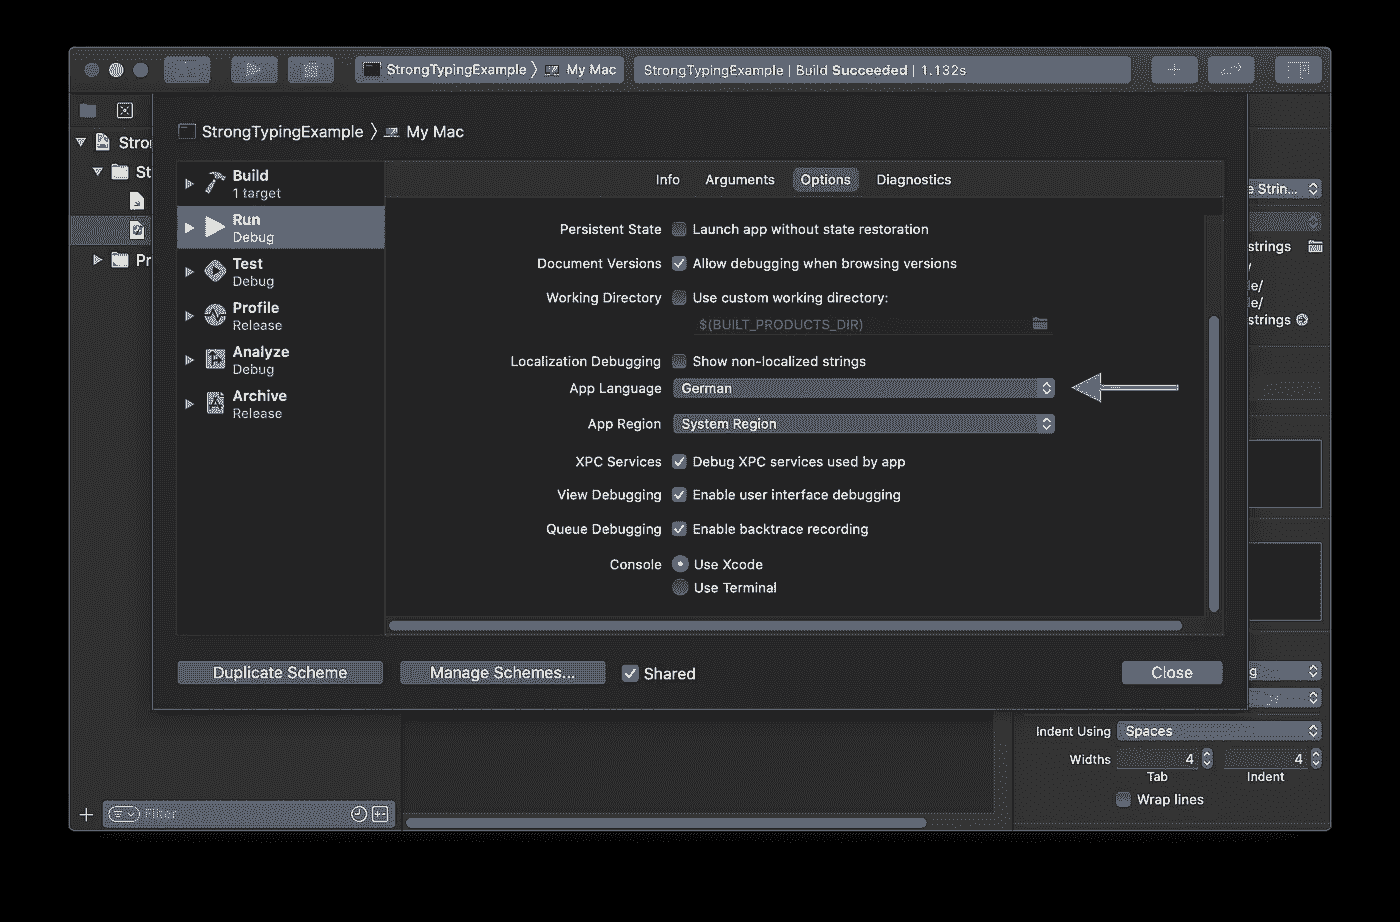 StrongTypingExample 〉 My Mac
StrongTypingExample | Build Succeeded | 1.132s
StrongTypingExample 〉 My Mac
Stro
St
Pr
Build
1 target
Run
Debug
Test
Debug
Profile
Release
Analyze
Debug
Archive
Release
Info Arguments Options Diagnostics
Persistent State Launch app without state restoration
Document Versions Allow debugging when browsing versions
Working Directory Use custom working directory:
$(BUILT_PRODUCTS_DIR)
Localization Debugging Show non-localized strings
App Language German
App Region System Region
XPC Services Debug XPC services used by app
View Debugging Enable user interface debugging
Queue Debugging Enable backtrace recording
Console Use Xcode
Use Terminal
Duplicate Scheme Manage Schemes... Shared Close
e Strin...
strings
/
le/
le/
strings
g
Indent Using Spaces
Widths 4 4
Tab Indent
Wrap lines
Filter